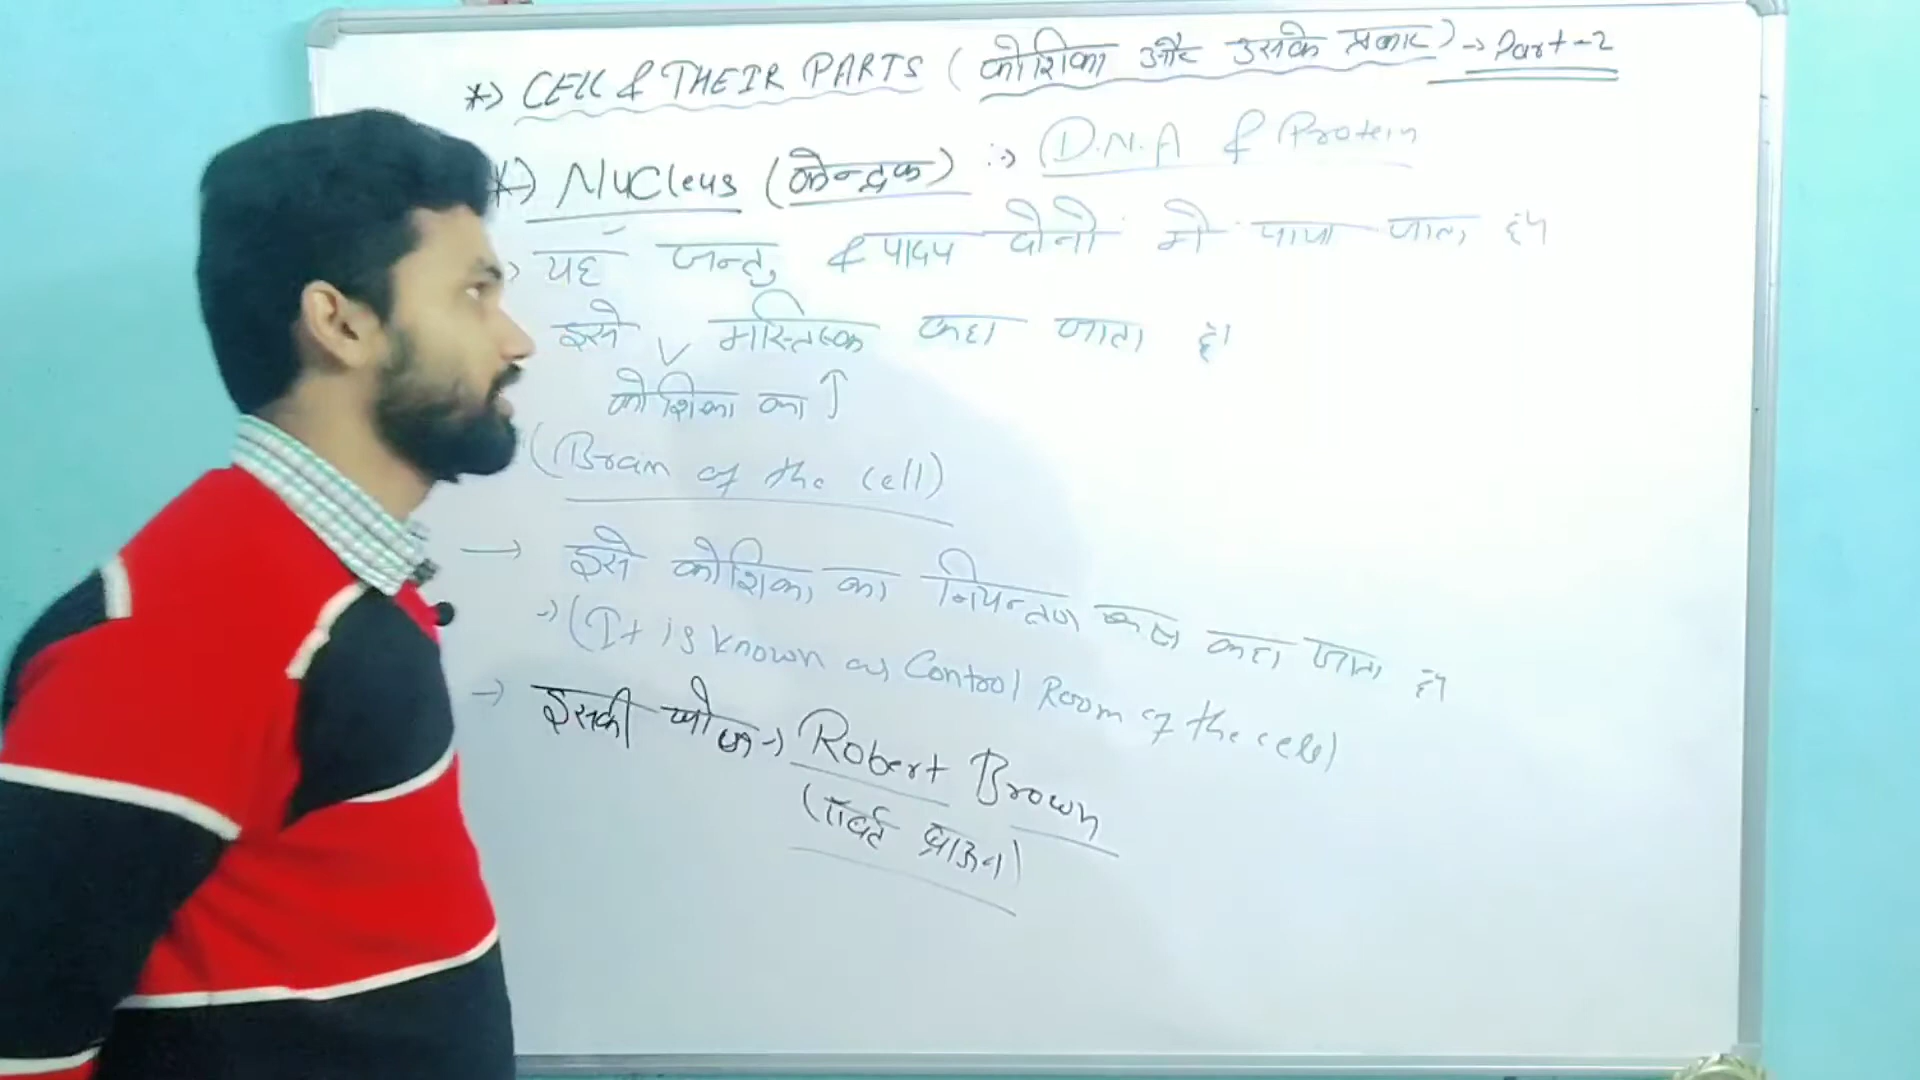 *→ CELL & THEIR PARTS (कोशिका और उसके प्रकार) → Part-2
*→ Nucleus (केन्द्रक) :→ (D.N.A & Protein
→ यह जन्तु & पादप दोनो में पाया जाता है।
इसे मस्तिष्क कहा जाता है।
कोशिका का ↑
(Brain of the cell)
→ इसे कोशिका का नियन्त्रण कक्ष कहा जाता है।
→ (It is known as Control Room of the cell)
→ इसकी खोज → Robert Brown
(रॉबर्ट ब्राऊन)